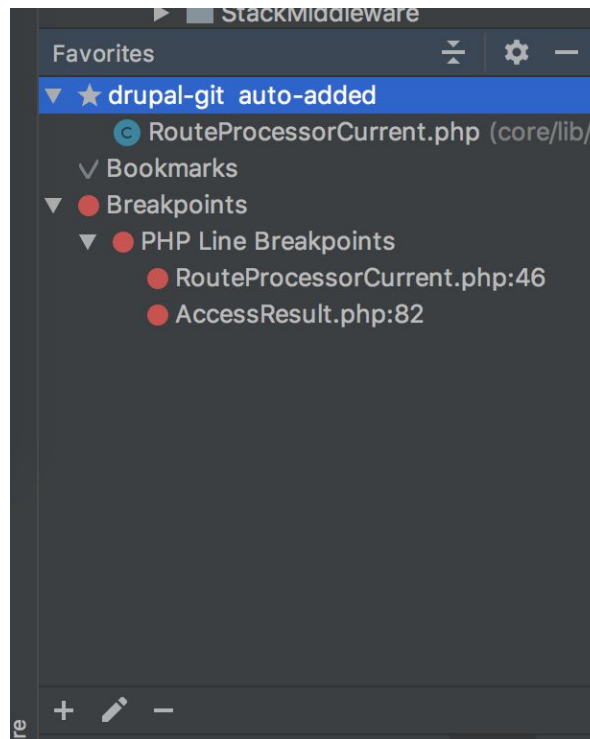 StackMiddleware
Favorites
drupal-git auto-added
C RouteProcessorCurrent.php (core/lib/
Bookmarks
Breakpoints
PHP Line Breakpoints
RouteProcessorCurrent.php:46
AccessResult.php:82
re